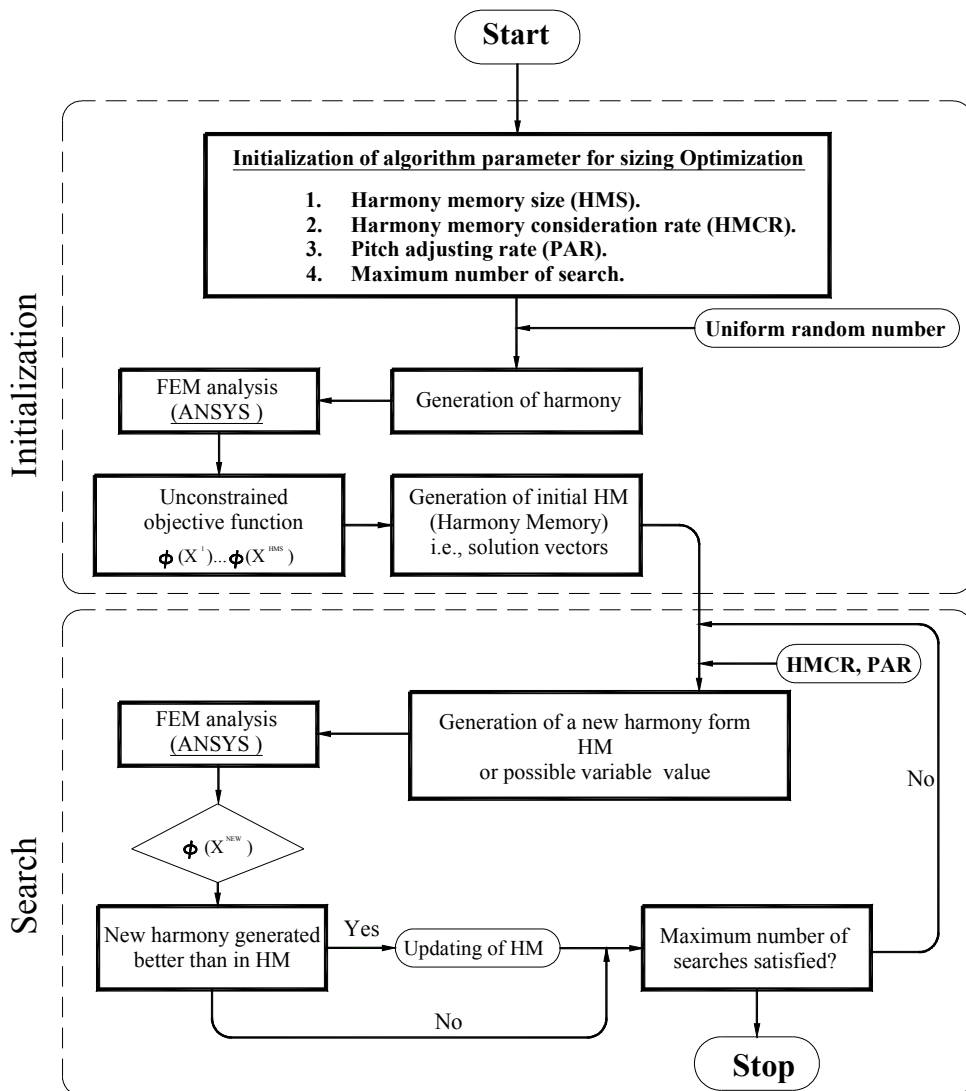 Start
Initialization
Initialization of algorithm parameter for sizing Optimization
1. Harmony memory size (HMS).
2. Harmony memory consideration rate (HMCR).
3. Pitch adjusting rate (PAR).
4. Maximum number of search.
Uniform random number
FEM analysis
(ANSYS )
Generation of harmony
Unconstrained
objective function
ϕ (X¹)... ϕ(X^HMS)
Generation of initial HM
(Harmony Memory)
i.e., solution vectors
Search
HMCR, PAR
FEM analysis
(ANSYS )
Generation of a new harmony form
HM
or possible variable value
No
ϕ (X^NEW)
New harmony generated
better than in HM
Yes
Updating of HM
Maximum number of
searches satisfied?
No
Stop